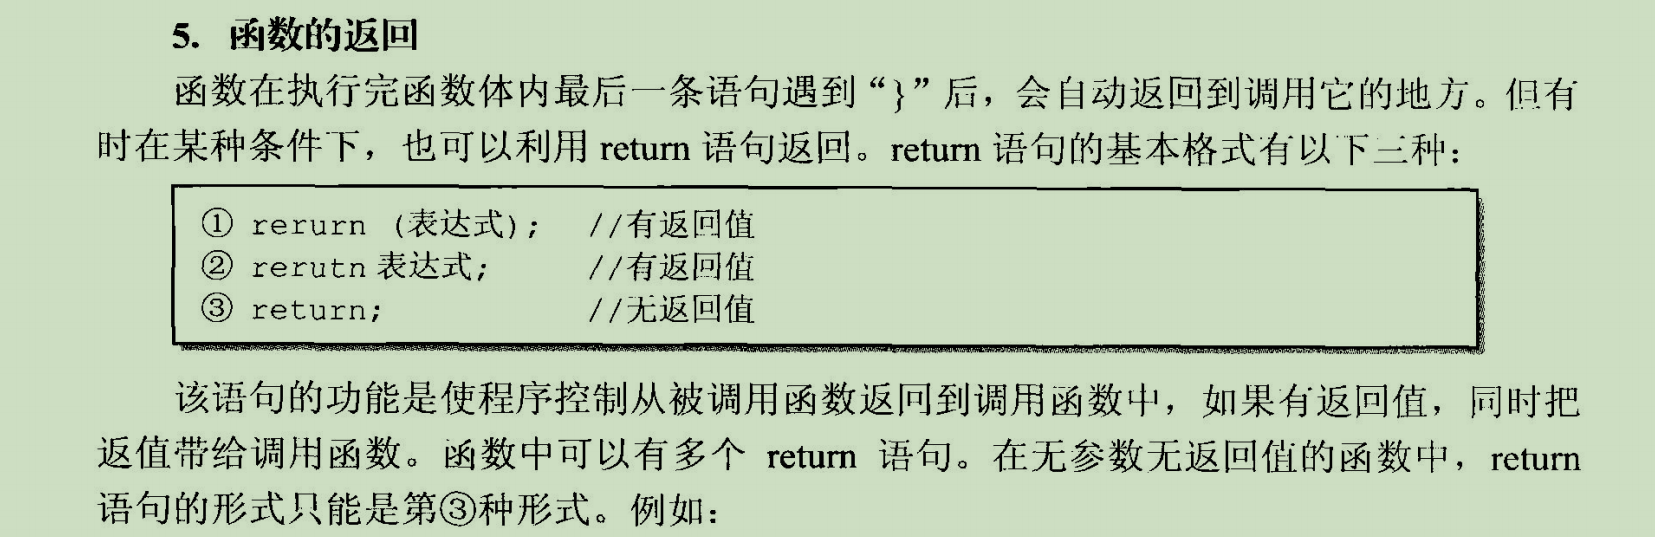 5. 函数的返回
函数在执行完函数体内最后一条语句遇到“}”后，会自动返回到调用它的地方。但有
时在某种条件下，也可以利用 return 语句返回。return 语句的基本格式有以下三种：
① rerurn (表达式);  //有返回值
② rerutn 表达式;  //有返回值
③ return;  //无返回值
该语句的功能是使程序控制从被调用函数返回到调用函数中，如果有返回值，同时把
返值带给调用函数。函数中可以有多个 return 语句。在无参数无返回值的函数中，return
语句的形式只能是第③种形式。例如：